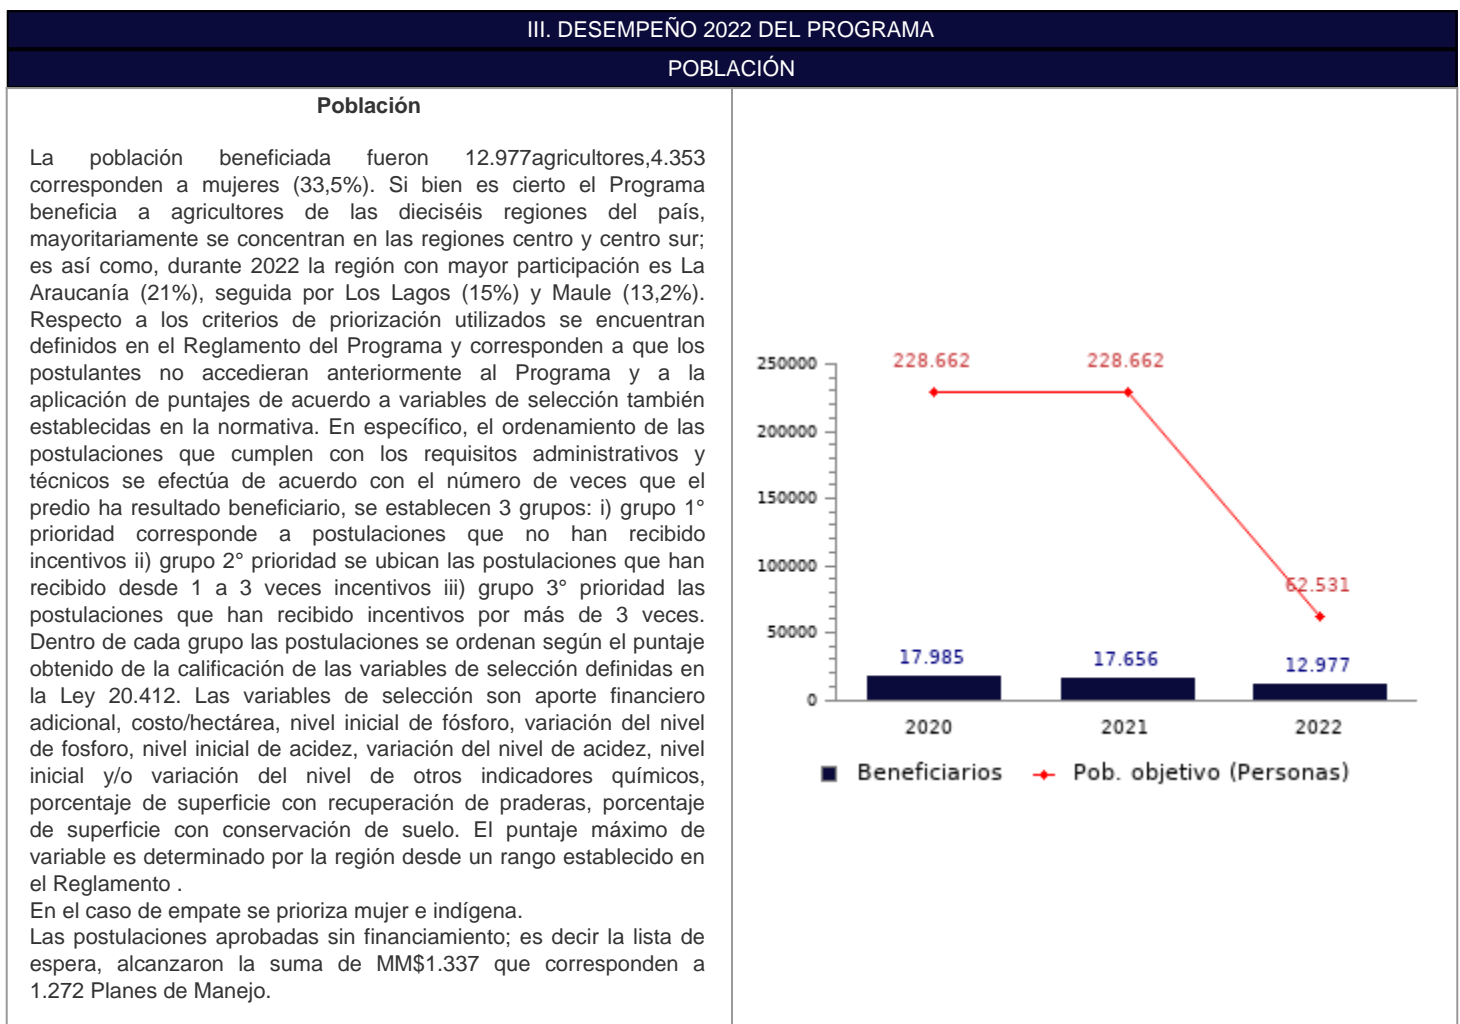 III. DESEMPEÑO 2022 DEL PROGRAMA
POBLACIÓN
Población
La población beneficiada fueron 12.977agricultores,4.353
corresponden a mujeres (33,5%). Si bien es cierto el Programa
beneficia a agricultores de las dieciséis regiones del país,
mayoritariamente se concentran en las regiones centro y centro sur;
es así como, durante 2022 la región con mayor participación es La
Araucanía (21%), seguida por Los Lagos (15%) y Maule (13,2%).
Respecto a los criterios de priorización utilizados se encuentran
definidos en el Reglamento del Programa y corresponden a que los
postulantes no accedieran anteriormente al Programa y a la
aplicación de puntajes de acuerdo a variables de selección también
establecidas en la normativa. En específico, el ordenamiento de las
postulaciones que cumplen con los requisitos administrativos y
técnicos se efectúa de acuerdo con el número de veces que el
predio ha resultado beneficiario, se establecen 3 grupos: i) grupo 1°
prioridad corresponde a postulaciones que no han recibido
incentivos ii) grupo 2° prioridad se ubican las postulaciones que han
recibido desde 1 a 3 veces incentivos iii) grupo 3° prioridad las
postulaciones que han recibido incentivos por más de 3 veces.
Dentro de cada grupo las postulaciones se ordenan según el puntaje
obtenido de la calificación de las variables de selección definidas en
la Ley 20.412. Las variables de selección son aporte financiero
adicional, costo/hectárea, nivel inicial de fósforo, variación del nivel
de fosforo, nivel inicial de acidez, variación del nivel de acidez, nivel
inicial y/o variación del nivel de otros indicadores químicos,
porcentaje de superficie con recuperación de praderas, porcentaje
de superficie con conservación de suelo. El puntaje máximo de
variable es determinado por la región desde un rango establecido en
el Reglamento .
En el caso de empate se prioriza mujer e indígena.
Las postulaciones aprobadas sin financiamiento; es decir la lista de
espera, alcanzaron la suma de MM$1.337 que corresponden a
1.272 Planes de Manejo.
250000
200000
150000
100000
50000
0
228.662
228.662
62.531
17.985
17.656
12.977
2020
2021
2022
Beneficiarios
Pob. objetivo (Personas)